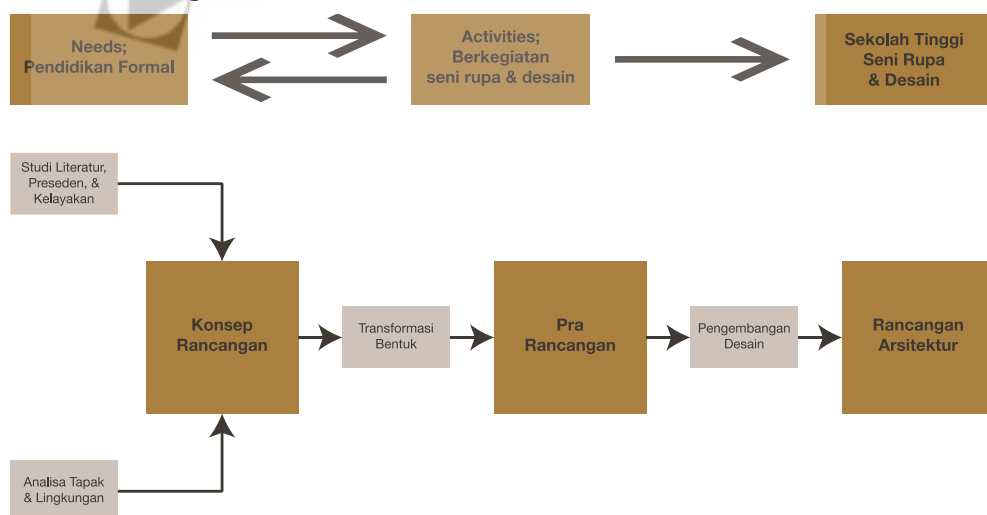 Needs;
Pendidikan Formal
Activities;
Berkegiatan
seni rupa & desain
Sekolah Tinggi
Seni Rupa
& Desain
Studi Literatur,
Preseden, &
Kelayakan
Konsep
Rancangan
Transformasi
Bentuk
Pra
Rancangan
Pengembangan
Desain
Rancangan
Arsitektur
Analisa Tapak
& Lingkungan